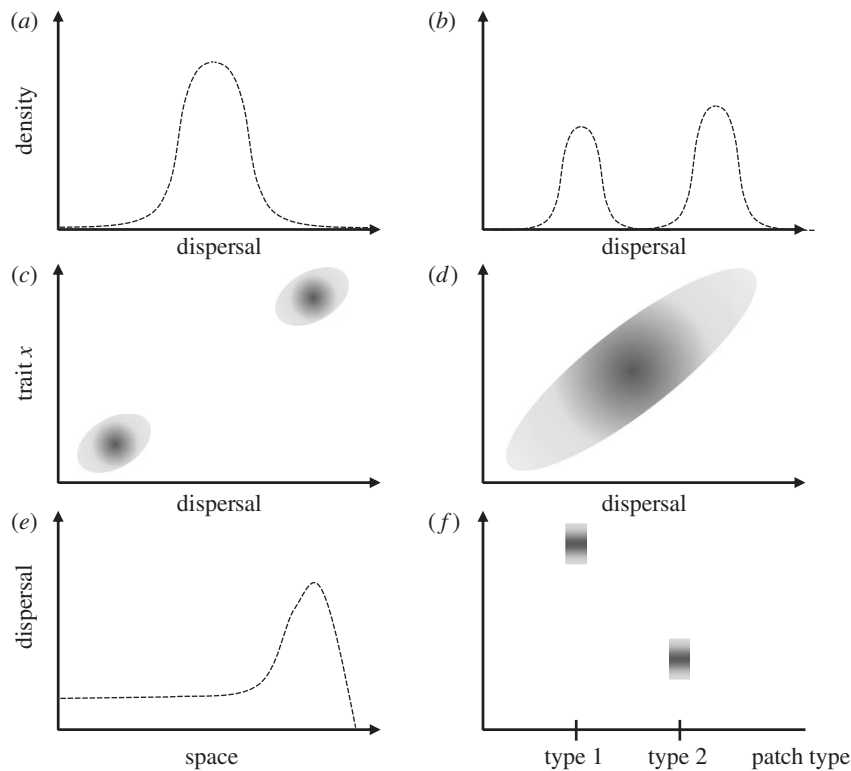 (a)
(b)
density
dispersal
dispersal
(c)
(d)
trait x
dispersal
dispersal
(e)
(f)
dispersal
space
type 1
type 2
patch type